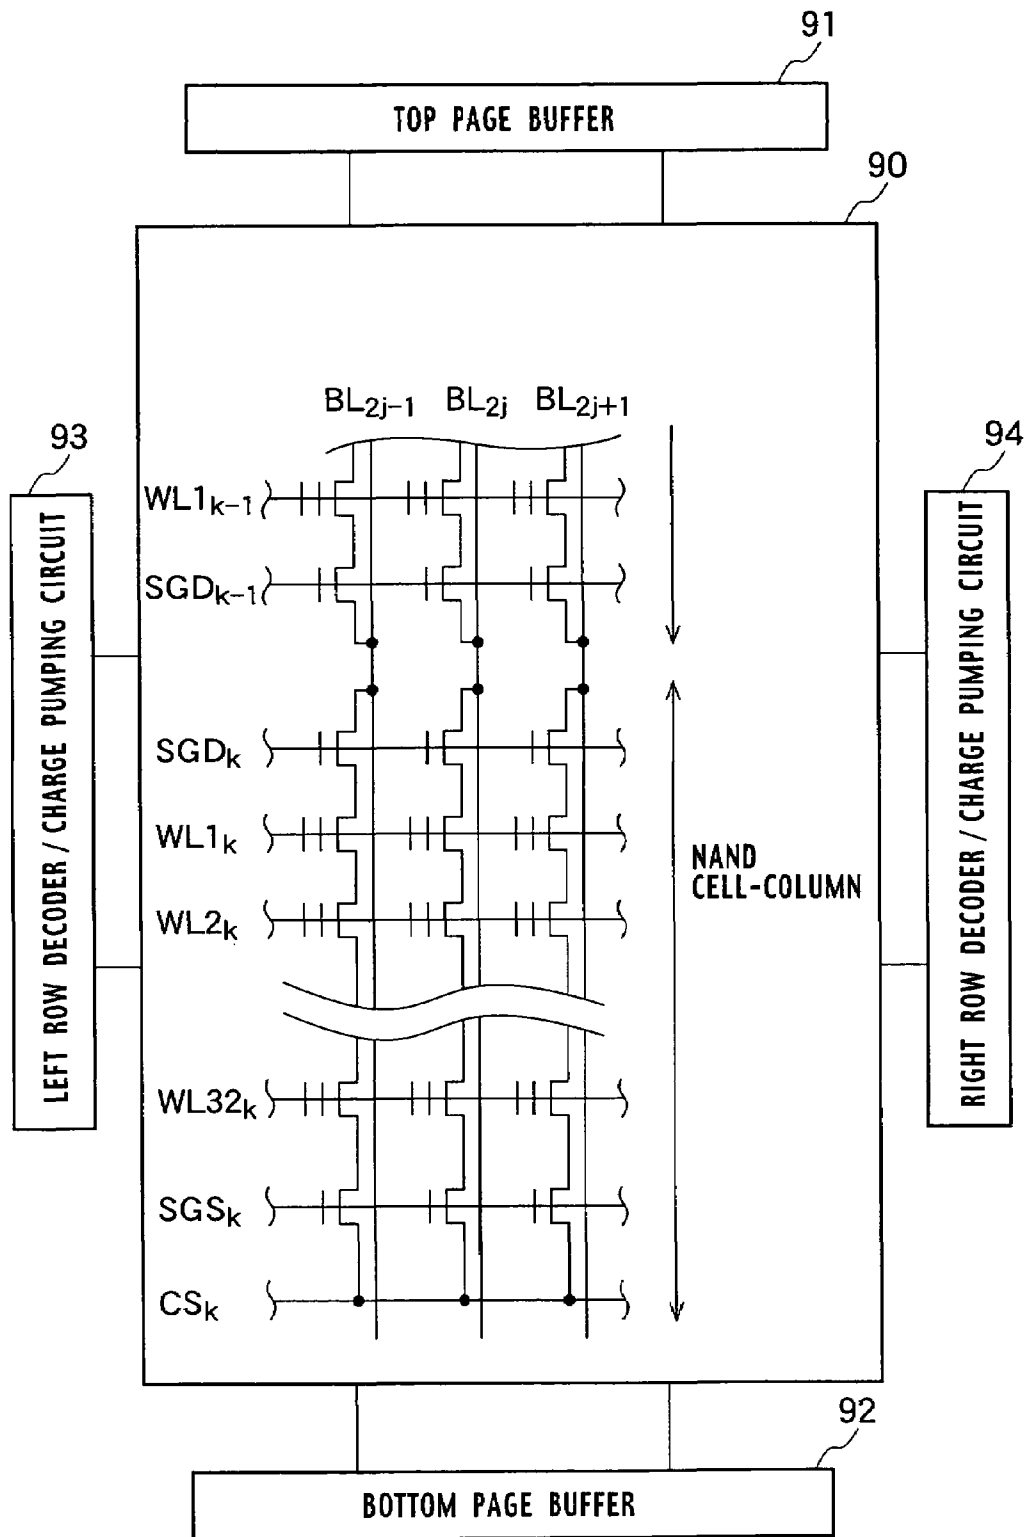 91
TOP PAGE BUFFER
90
BL2j-1 BL2j BL2j+1
93
94
WL1k-1
SGDk-1
SGDk
WL1k
NAND
CELL-COLUMN
WL2k
WL32k
SGSk
CSk
LEFT ROW DECODER / CHARGE PUMPING CIRCUIT
RIGHT ROW DECODER / CHARGE PUMPING CIRCUIT
92
BOTTOM PAGE BUFFER